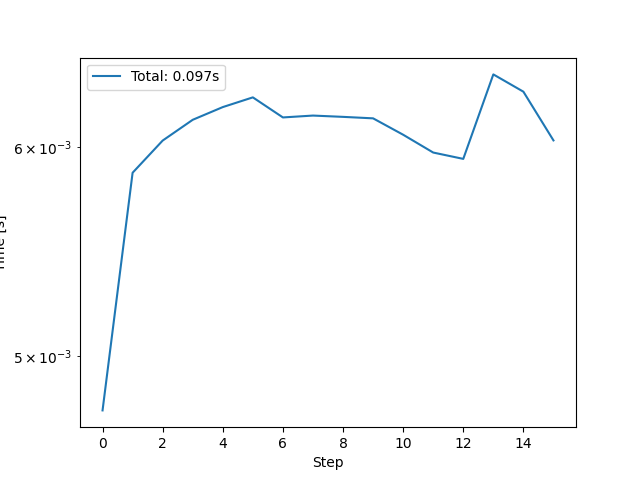 Total: 0.097s
6 × 10⁻³
5 × 10⁻³
Time [s]
0 2 4 6 8 10 12 14
Step